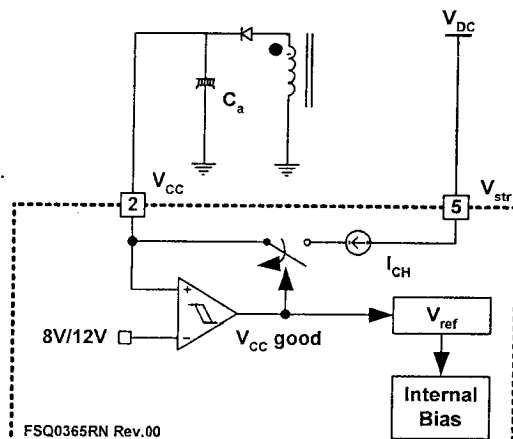 V_DC
C_a
V_CC
2
5
V_str
I_CH
+
8V/12V
-
V_CC good
V_ref
Internal
Bias
FSQ0365RN Rev.00